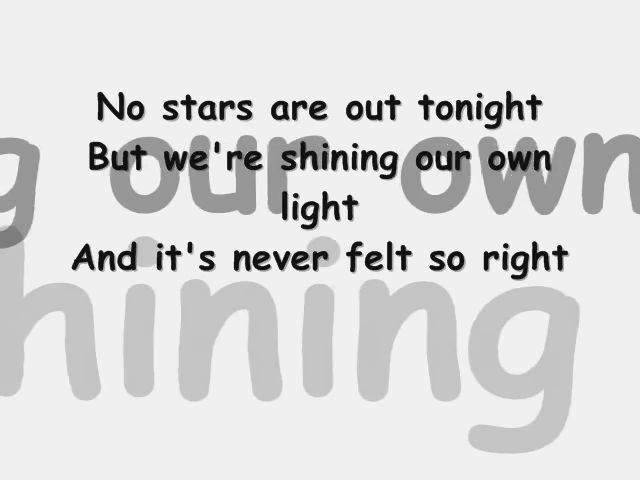 No stars are out tonight
But we're shining our own
light
And it's never felt so right
g our own
hining